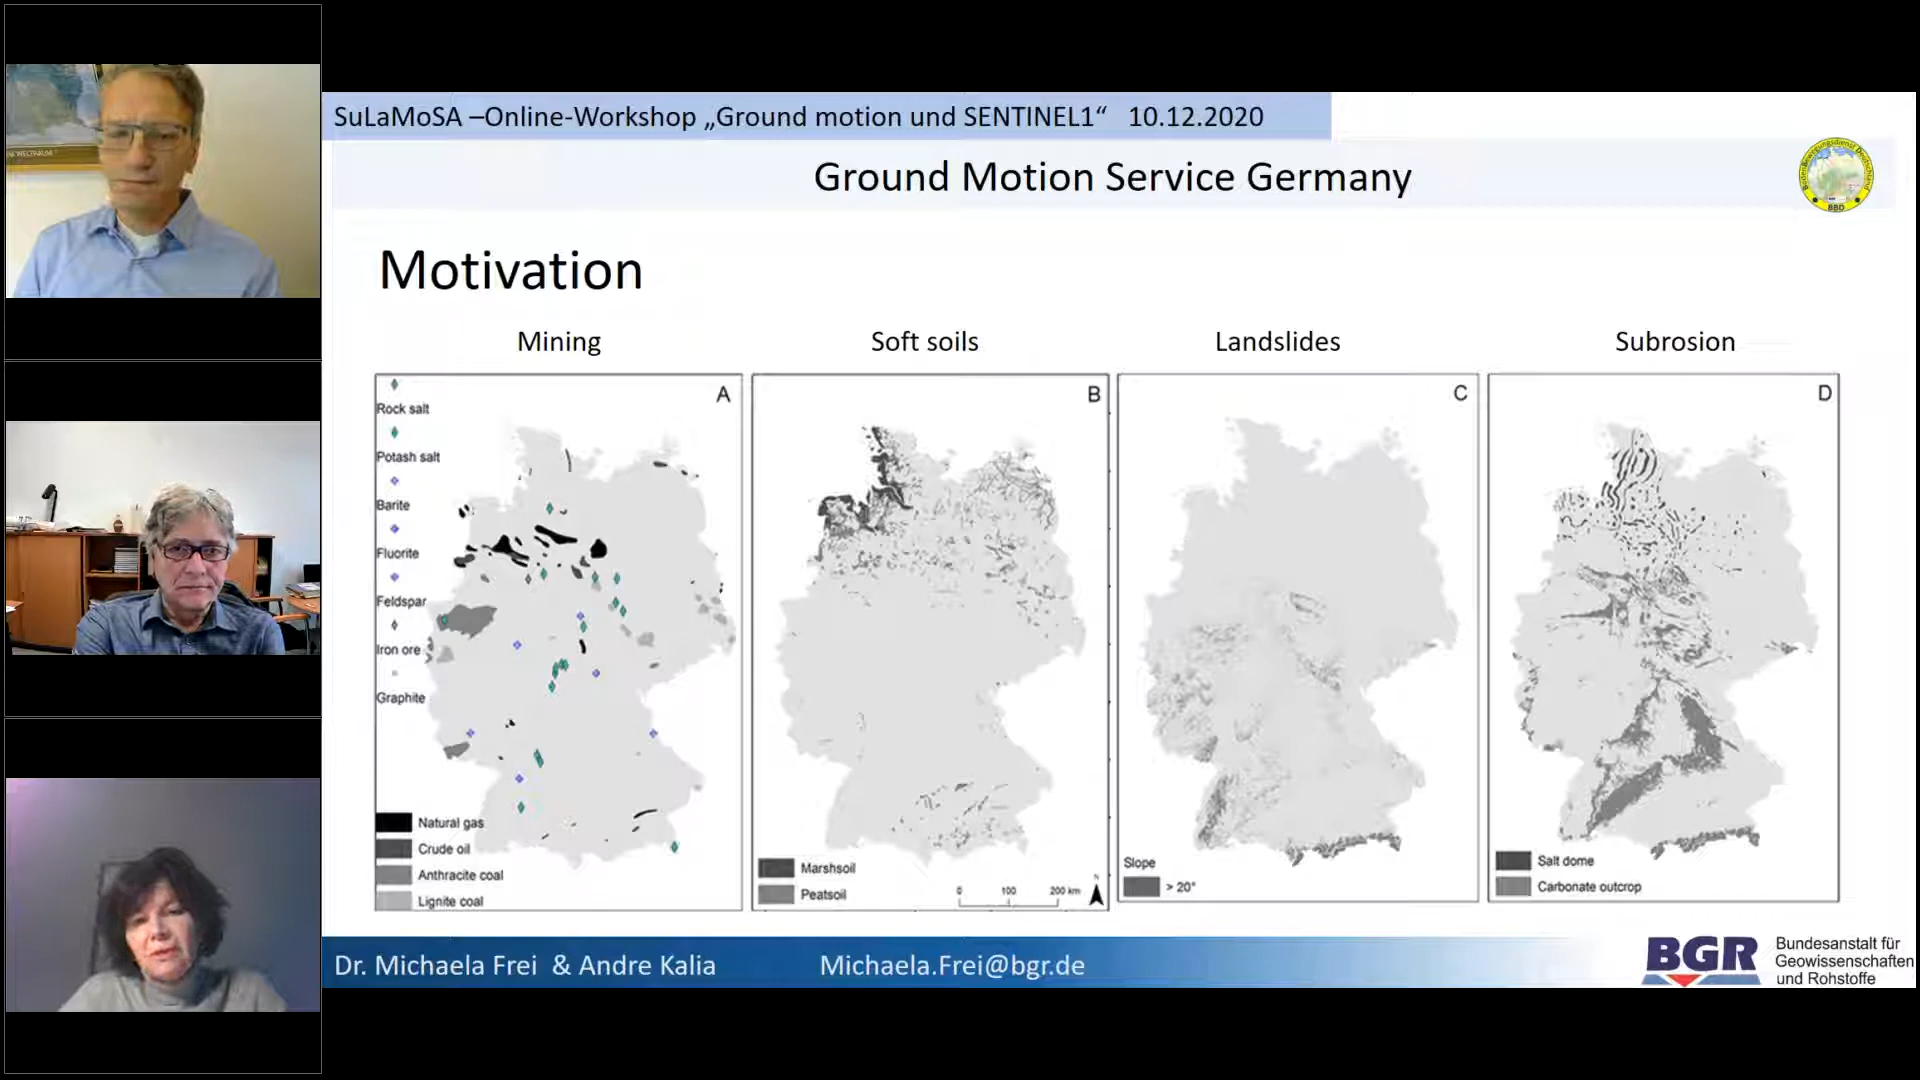 SuLaMoSA –Online-Workshop „Ground motion und SENTINEL1“ 10.12.2020
Ground Motion Service Germany
BBD
Motivation
Mining
Soft soils
Landslides
Subrosion
A
Rock salt
Potash salt
Barite
Fluorite
Feldspar
Iron ore
Graphite
Natural gas
Crude oil
Anthracite coal
Lignite coal
B
Marshsoil
Peatsoil
0 100 200 km
N
C
Slope
> 20°
D
Salt dome
Carbonate outcrop
Dr. Michaela Frei & Andre Kalia
Michaela.Frei@bgr.de
BGR
Bundesanstalt für
Geowissenschaften
und Rohstoffe